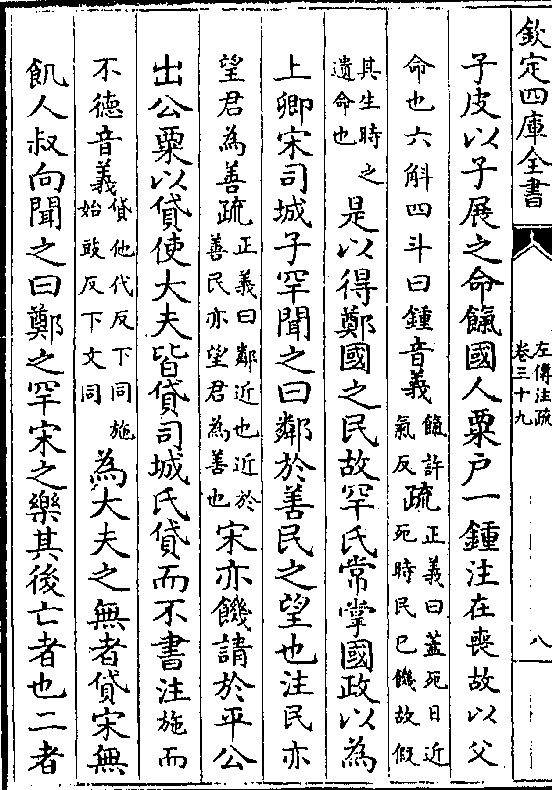 欽定四庫全書
左傳注疏
卷三十九
八
子皮以子展之命餼國人粟户一鍾注在喪故以父
命也六斛四斗曰鍾音義餼許氣反疏正義曰蓋死日近死時民已饑故假
其生時之遺命也是以得鄭國之民故罕氏常掌國政以為
上卿宋司城子罕聞之曰鄰於善民之望也注民亦
望君為善疏正義曰鄰近也近於善民亦望君為善也宋亦饑請於平公
出公粟以貸使大夫皆貸司城氏貸而不書注施而
不德音義貸他代反下同施始豉反下文同為大夫之無者貸宋無
飢人叔向聞之曰鄭之罕宋之樂其後亡者也二者